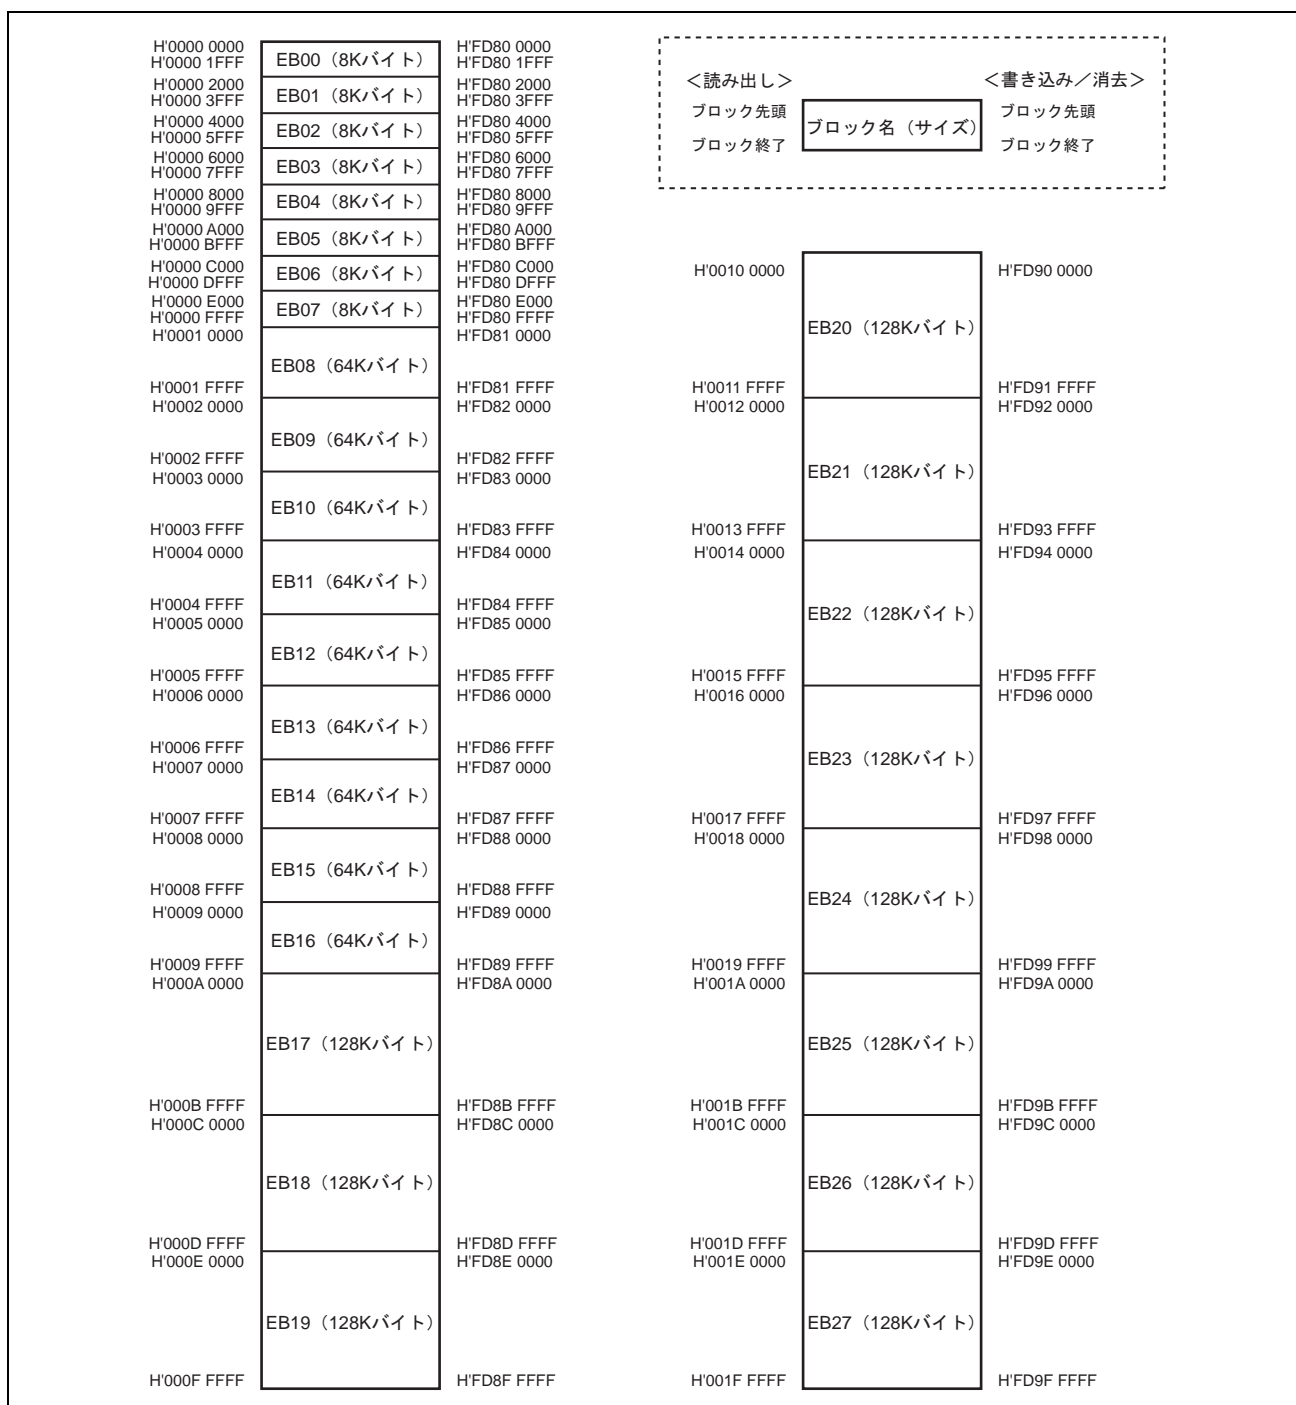 H'0000 0000 H'FD80 0000
EB00（8Kバイト）
H'0000 1FFF H'FD80 1FFF
H'0000 2000 H'FD80 2000
EB01（8Kバイト）
H'0000 3FFF H'FD80 3FFF
H'0000 4000 H'FD80 4000
EB02（8Kバイト）
H'0000 5FFF H'FD80 5FFF
H'0000 6000 H'FD80 6000
EB03（8Kバイト）
H'0000 7FFF H'FD80 7FFF
H'0000 8000 H'FD80 8000
EB04（8Kバイト）
H'0000 9FFF H'FD80 9FFF
H'0000 A000 H'FD80 A000
EB05（8Kバイト）
H'0000 BFFF H'FD80 BFFF
H'0000 C000 H'FD80 C000
EB06（8Kバイト）
H'0000 DFFF H'FD80 DFFF
H'0000 E000 H'FD80 E000
EB07（8Kバイト）
H'0000 FFFF H'FD80 FFFF
H'0001 0000 H'FD81 0000
EB08（64Kバイト）
H'0001 FFFF H'FD81 FFFF
H'0002 0000 H'FD82 0000
EB09（64Kバイト）
H'0002 FFFF H'FD82 FFFF
H'0003 0000 H'FD83 0000
EB10（64Kバイト）
H'0003 FFFF H'FD83 FFFF
H'0004 0000 H'FD84 0000
EB11（64Kバイト）
H'0004 FFFF H'FD84 FFFF
H'0005 0000 H'FD85 0000
EB12（64Kバイト）
H'0005 FFFF H'FD85 FFFF
H'0006 0000 H'FD86 0000
EB13（64Kバイト）
H'0006 FFFF H'FD86 FFFF
H'0007 0000 H'FD87 0000
EB14（64Kバイト）
H'0007 FFFF H'FD87 FFFF
H'0008 0000 H'FD88 0000
EB15（64Kバイト）
H'0008 FFFF H'FD88 FFFF
H'0009 0000 H'FD89 0000
EB16（64Kバイト）
H'0009 FFFF H'FD89 FFFF
H'000A 0000 H'FD8A 0000
EB17（128Kバイト）
H'000B FFFF H'FD8B FFFF
H'000C 0000 H'FD8C 0000
EB18（128Kバイト）
H'000D FFFF H'FD8D FFFF
H'000E 0000 H'FD8E 0000
EB19（128Kバイト）
H'000F FFFF H'FD8F FFFF
＜読み出し＞ ＜書き込み／消去＞
ブロック先頭 ブロック先頭
ブロック名（サイズ）
ブロック終了 ブロック終了
H'0010 0000 H'FD90 0000
EB20（128Kバイト）
H'0011 FFFF H'FD91 FFFF
H'0012 0000 H'FD92 0000
EB21（128Kバイト）
H'0013 FFFF H'FD93 FFFF
H'0014 0000 H'FD94 0000
EB22（128Kバイト）
H'0015 FFFF H'FD95 FFFF
H'0016 0000 H'FD96 0000
EB23（128Kバイト）
H'0017 FFFF H'FD97 FFFF
H'0018 0000 H'FD98 0000
EB24（128Kバイト）
H'0019 FFFF H'FD99 FFFF
H'001A 0000 H'FD9A 0000
EB25（128Kバイト）
H'001B FFFF H'FD9B FFFF
H'001C 0000 H'FD9C 0000
EB26（128Kバイト）
H'001D FFFF H'FD9D FFFF
H'001E 0000 H'FD9E 0000
EB27（128Kバイト）
H'001F FFFF H'FD9F FFFF